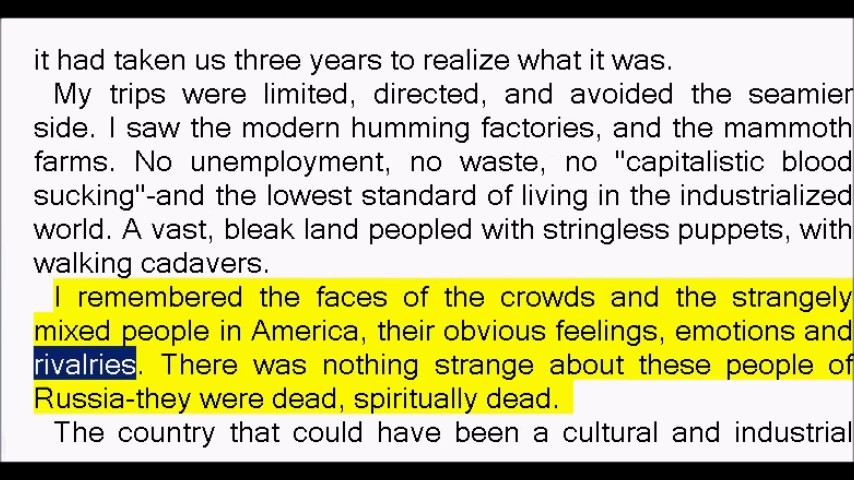 it had taken us three years to realize what it was.
My trips were limited, directed, and avoided the seamier
side. I saw the modern humming factories, and the mammoth
farms. No unemployment, no waste, no "capitalistic blood
sucking"-and the lowest standard of living in the industrialized
world. A vast, bleak land peopled with stringless puppets, with
walking cadavers.
I remembered the faces of the crowds and the strangely
mixed people in America, their obvious feelings, emotions and
rivalries. There was nothing strange about these people of
Russia-they were dead, spiritually dead.
The country that could have been a cultural and industrial